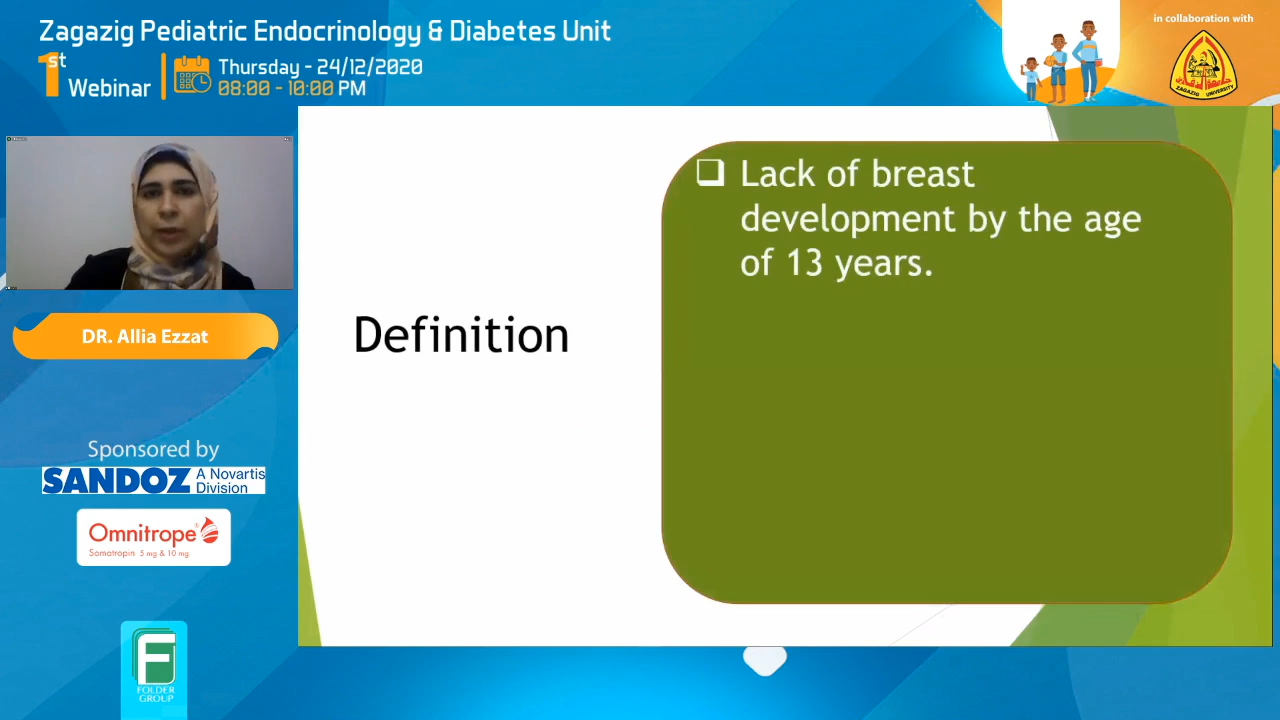 Zagazig Pediatric Endocrinology & Diabetes Unit
1st Webinar
Thursday - 24/12/2020
08:00 - 10:00 PM
in collaboration with
ZAGAZIG UNIVERSITY
DR. Allia Ezzat
Sponsored by
SANDOZ A Novartis
Division
Omnitrope®
Somatropin 5 mg & 10 mg
F
FOLDER
GROUP
Definition
❑ Lack of breast
development by the age
of 13 years.